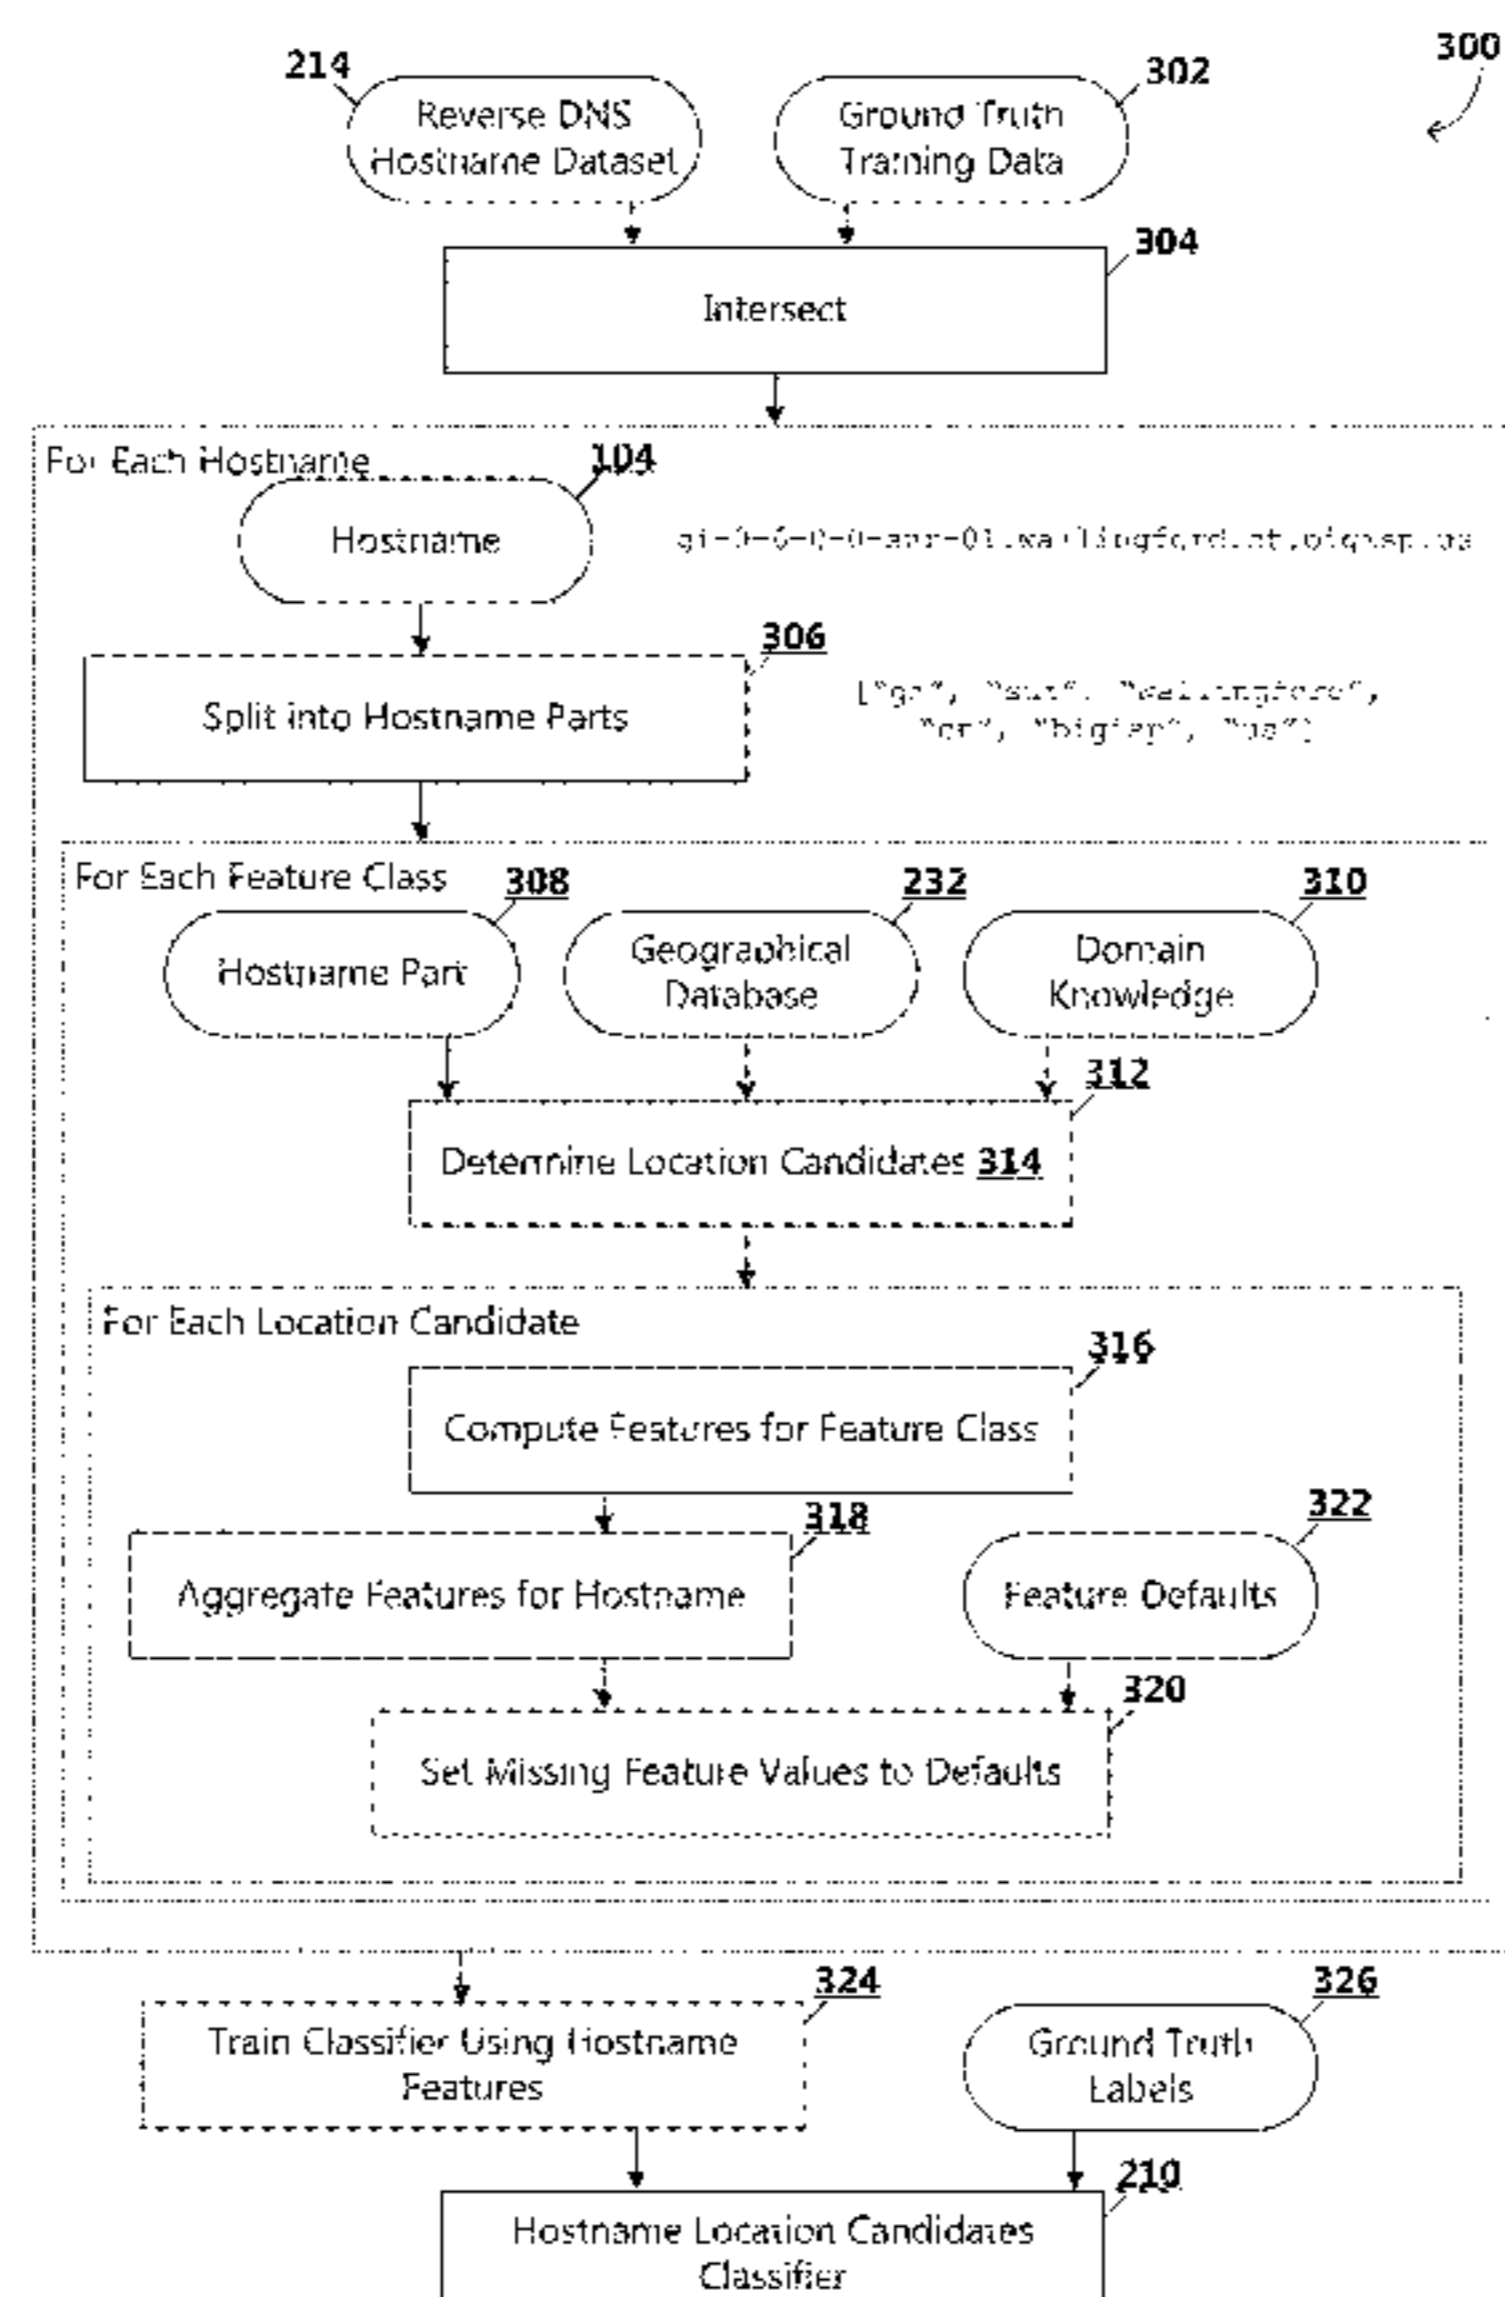 300
214
302
Reverse DNS
Hostname Dataset
Ground Truth
Training Data
304
Intersect
For Each Hostname
104
Hostname
306
Split into Hostname Parts
For Each Feature Class
308
232
310
Hostname Part
Geographical
Database
Domain
Knowledge
312
Determine Location Candidates 314
For Each Location Candidate
316
Compute Features for Feature Class
318
322
Aggregate Features for Hostname
Feature Defaults
320
Set Missing Feature Values to Defaults
324
326
Train Classifier Using Hostname
Features
Ground Truth
Labels
210
Hostname Location Candidates
Classifier